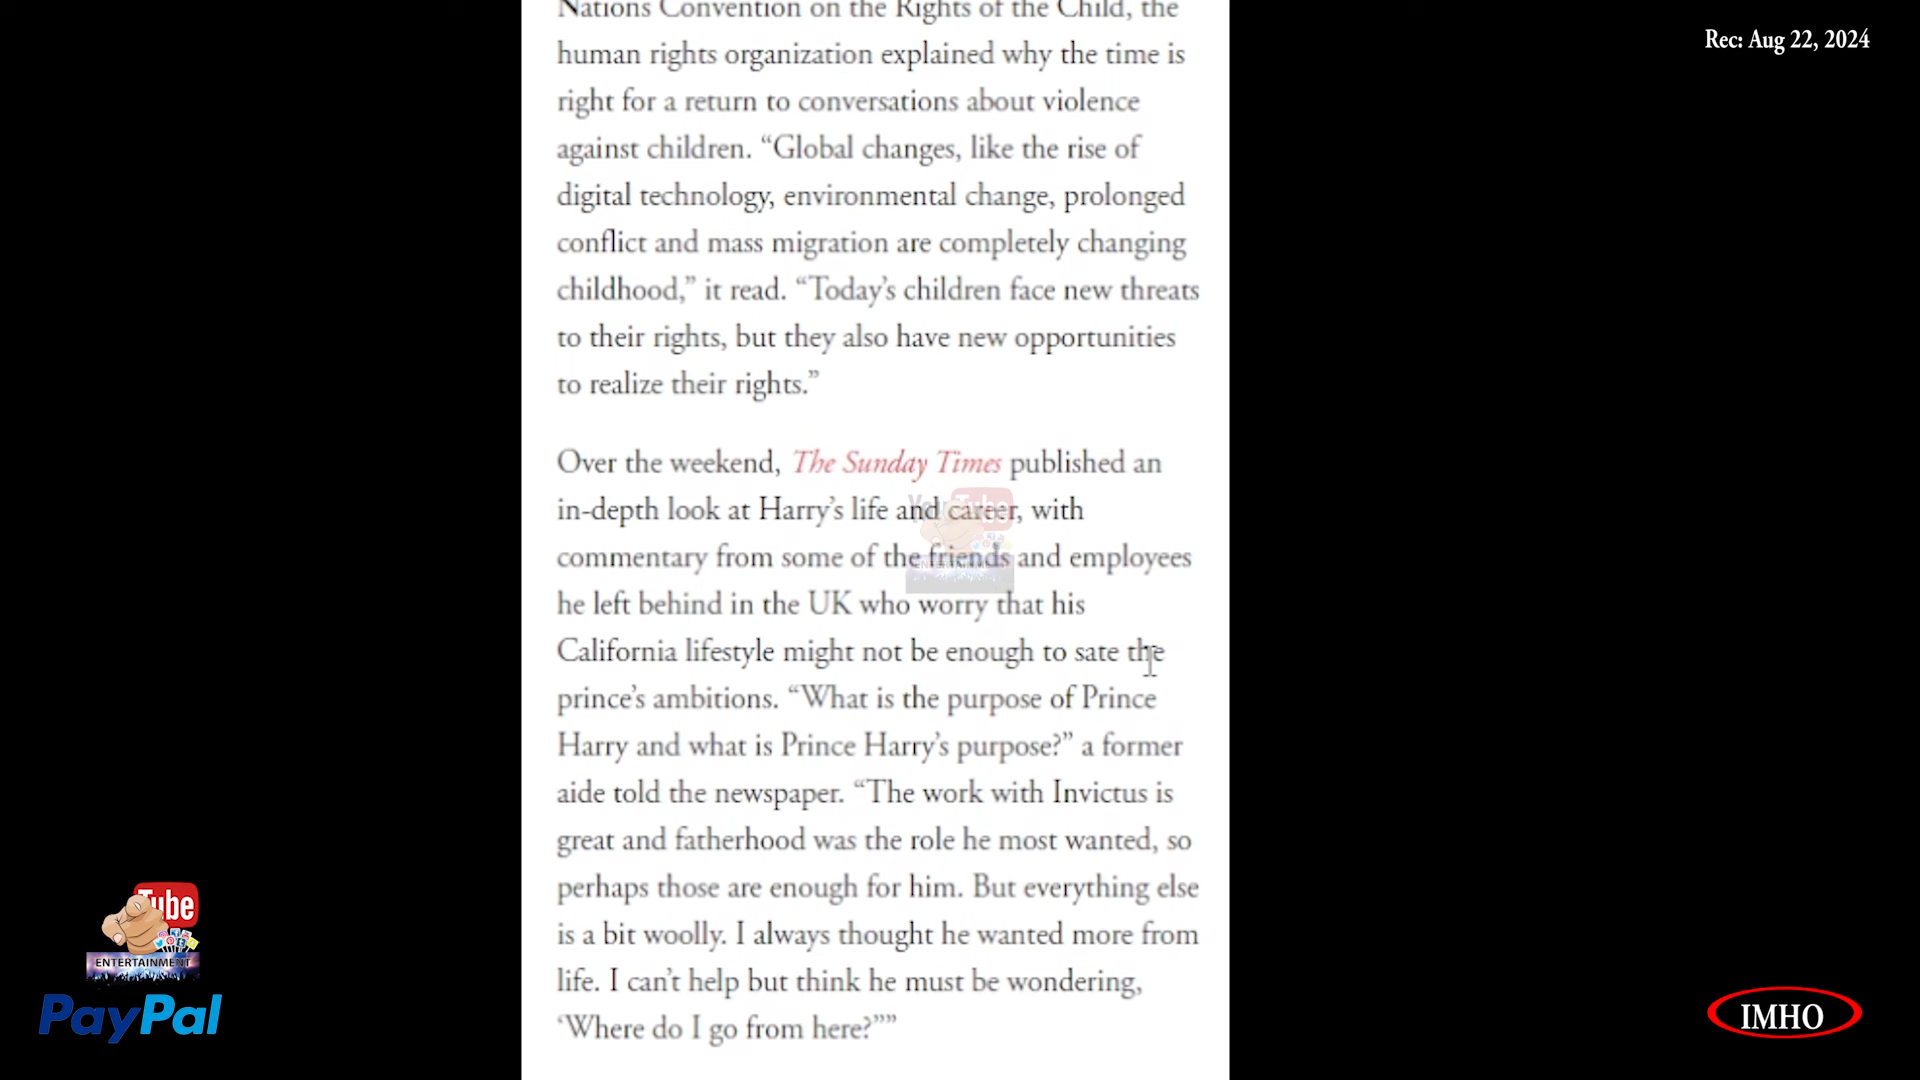 Nations Convention on the Rights of the Child, the
human rights organization explained why the time is
right for a return to conversations about violence
against children. “Global changes, like the rise of
digital technology, environmental change, prolonged
conflict and mass migration are completely changing
childhood,” it read. “Today’s children face new threats
to their rights, but they also have new opportunities
to realize their rights.”
Over the weekend, The Sunday Times published an
in-depth look at Harry’s life and career, with
commentary from some of the friends and employees
he left behind in the UK who worry that his
California lifestyle might not be enough to sate the
prince’s ambitions. “What is the purpose of Prince
Harry and what is Prince Harry’s purpose?” a former
aide told the newspaper. “The work with Invictus is
great and fatherhood was the role he most wanted, so
perhaps those are enough for him. But everything else
is a bit woolly. I always thought he wanted more from
life. I can’t help but think he must be wondering,
‘Where do I go from here?’””
Rec: Aug 22, 2024
YouTube
ENTERTAINMENT
Tube
ENTERTAINMENT
PayPal
IMHO